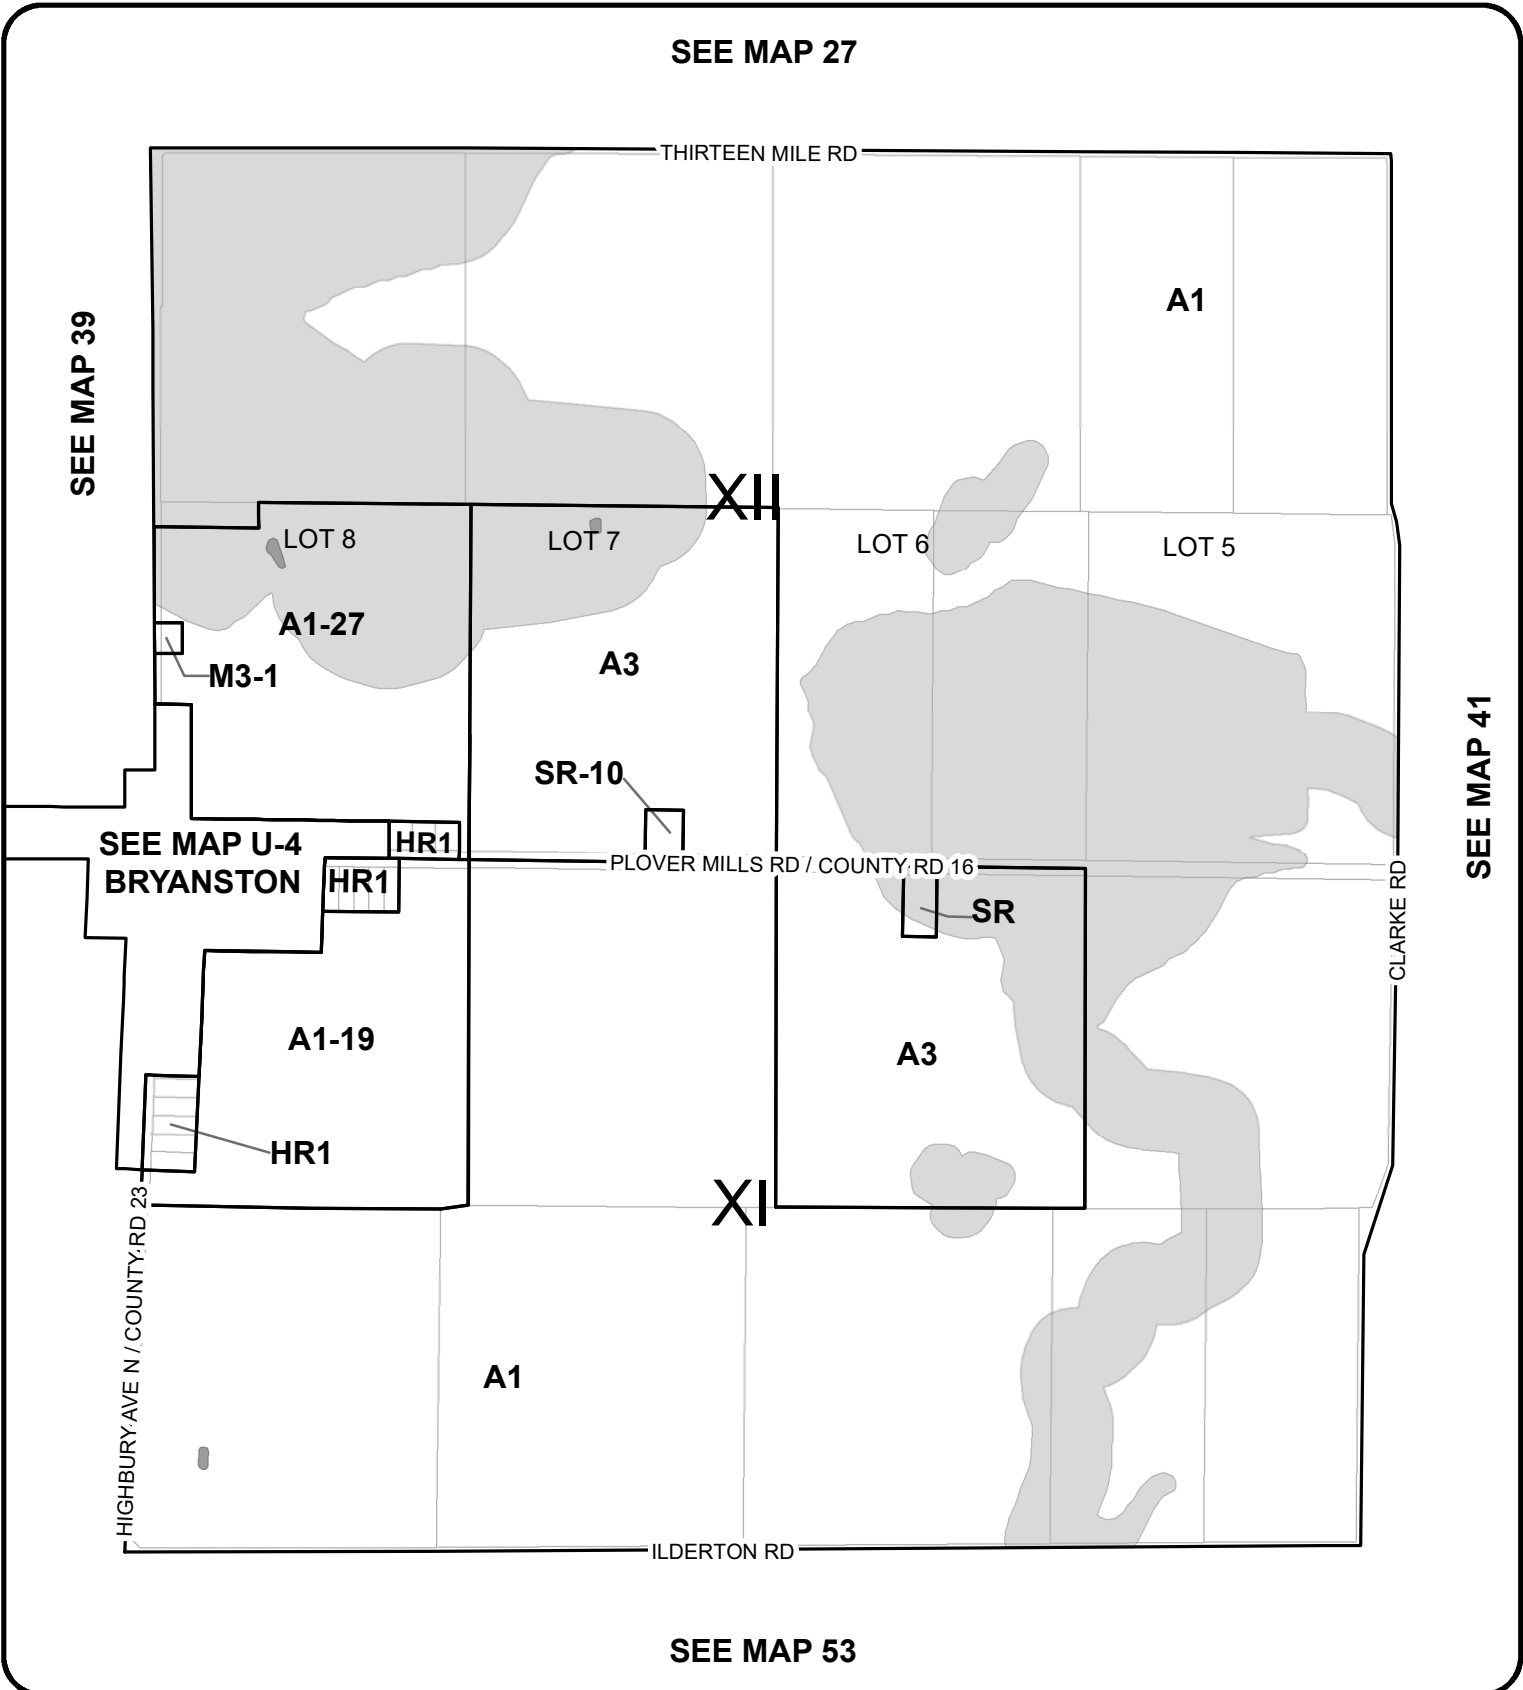 SEE MAP 27
THIRTEEN MILE RD
A1
SEE MAP 39
XII
LOT 8
LOT 7
LOT 6
LOT 5
A1-27
A3
M3-1
SR-10
SEE MAP 41
SEE MAP U-4
BRYANSTON
HR1
HR1
PLOVER MILLS RD / COUNTY RD 16
SR
CLARKE RD
A1-19
A3
HR1
XI
HIGHBURY AVE N / COUNTY RD 23
A1
ILDERTON RD
SEE MAP 53